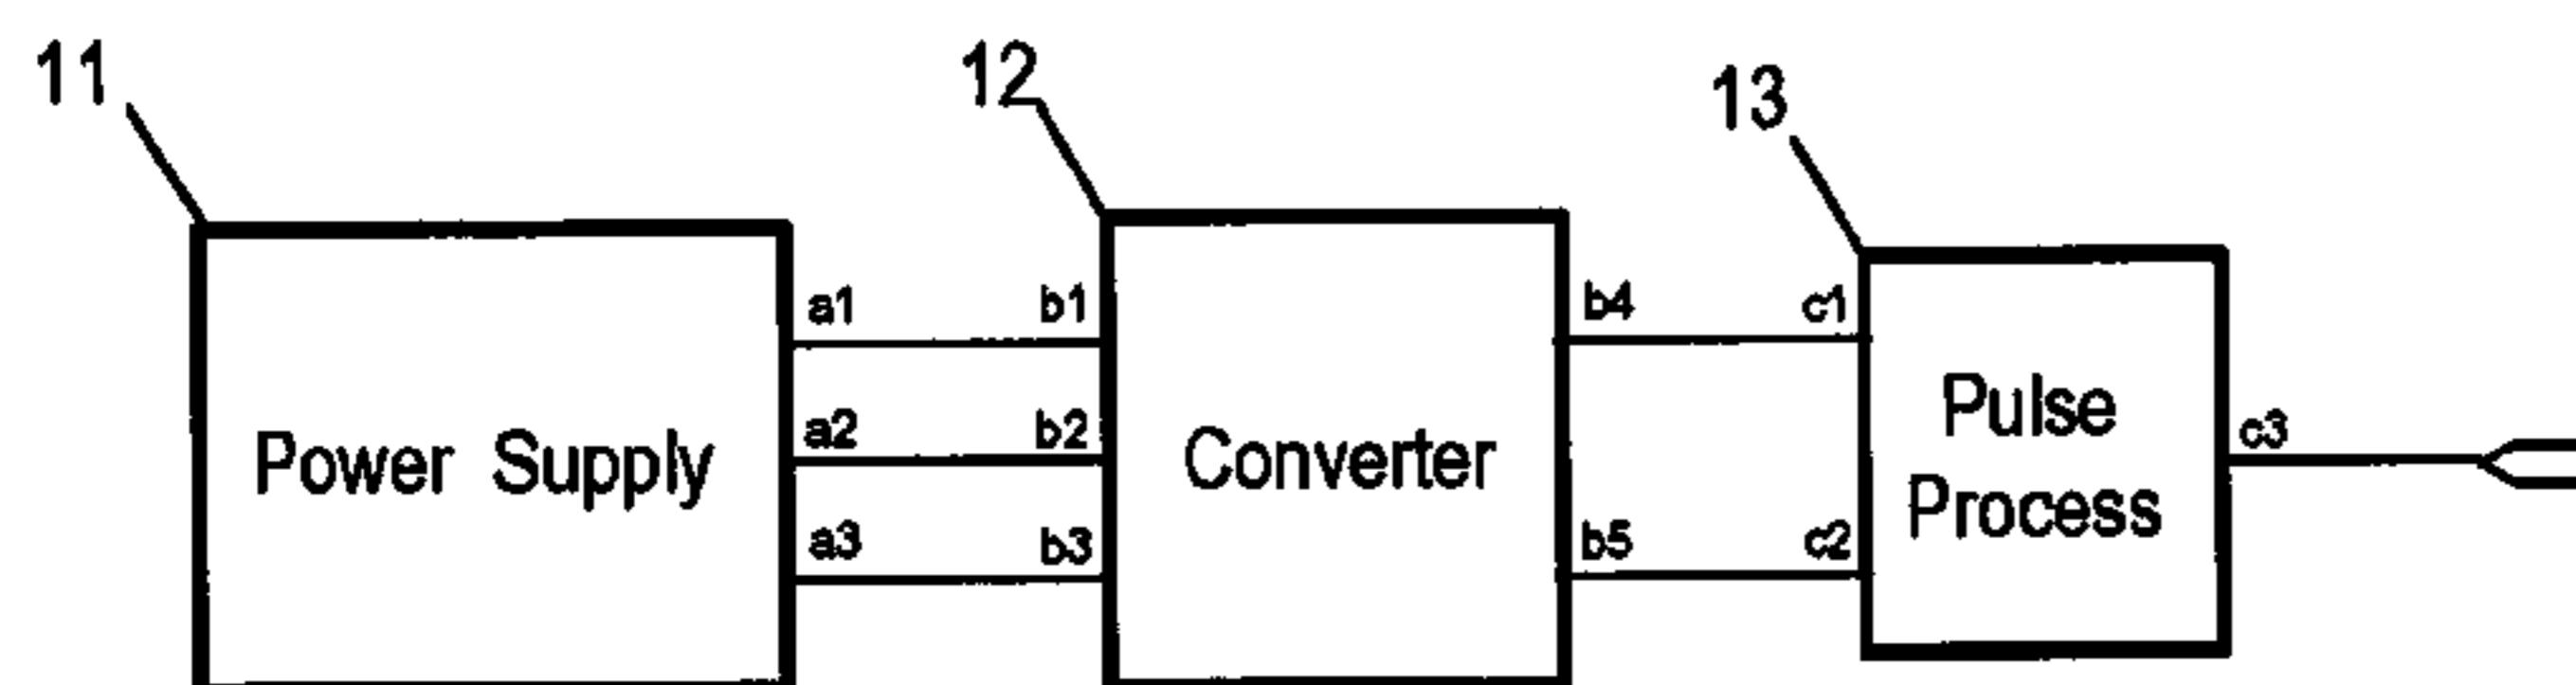 11
12
13
a1
b1
b4
c1
a2
b2
Power Supply
Converter
Pulse
Process
c3
a3
b3
b5
c2